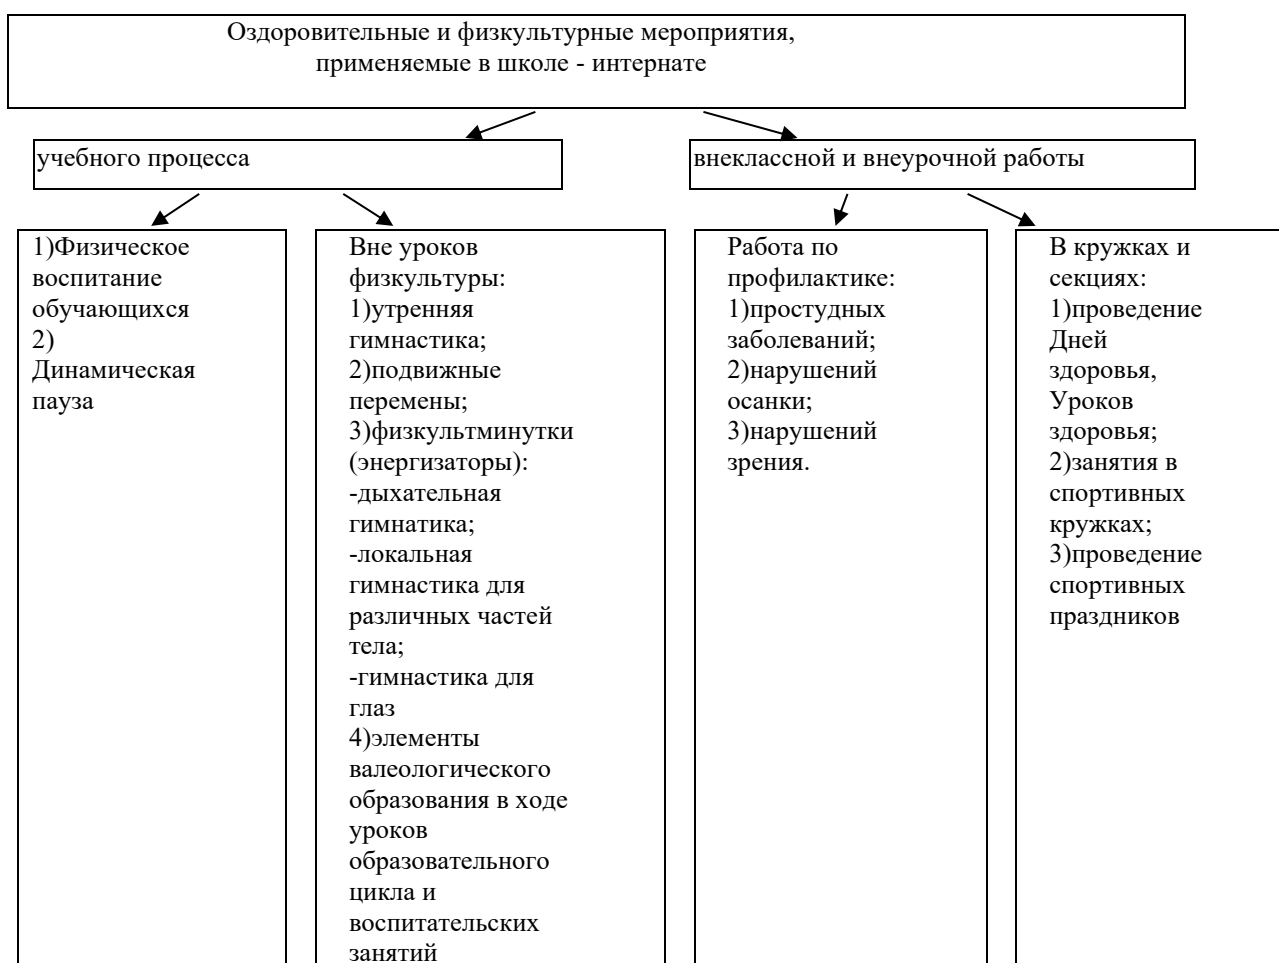 Оздоровительные и физкультурные мероприятия,
применяемые в школе - интернате
учебного процесса
внеклассной и внеурочной работы
1)Физическое
воспитание
обучающихся
2)
Динамическая
пауза
Вне уроков
физкультуры:
1)утренняя
гимнастика;
2)подвижные
перемены;
3)физкультминутки
(энергизаторы):
-дыхательная
гимнатика;
-локальная
гимнастика для
различных частей
тела;
-гимнастика для
глаз
4)элементы
валеологического
образования в ходе
уроков
образовательного
цикла и
воспитательских
занятий
Работа по
профилактике:
1)простудных
заболеваний;
2)нарушений
осанки;
3)нарушений
зрения.
В кружках и
секциях:
1)проведение
Дней
здоровья,
Уроков
здоровья;
2)занятия в
спортивных
кружках;
3)проведение
спортивных
праздников